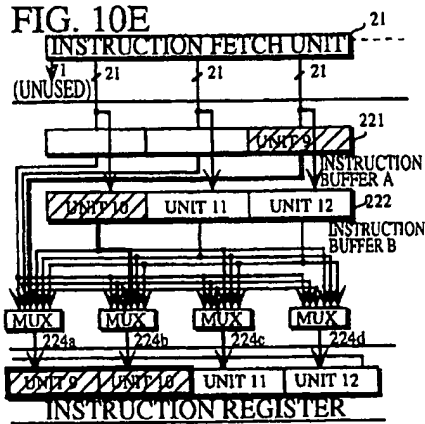 FIG. 10E
21
INSTRUCTION FETCH UNIT
1
21 21 21
(UNUSED)
221
UNIT 9
INSTRUCTION
BUFFER A
222
UNIT 10 UNIT 11 UNIT 12
INSTRUCTION
BUFFER B
MUX MUX MUX MUX
224a 224b 224c 224d
UNIT 9 UNIT 10 UNIT 11 UNIT 12
INSTRUCTION REGISTER